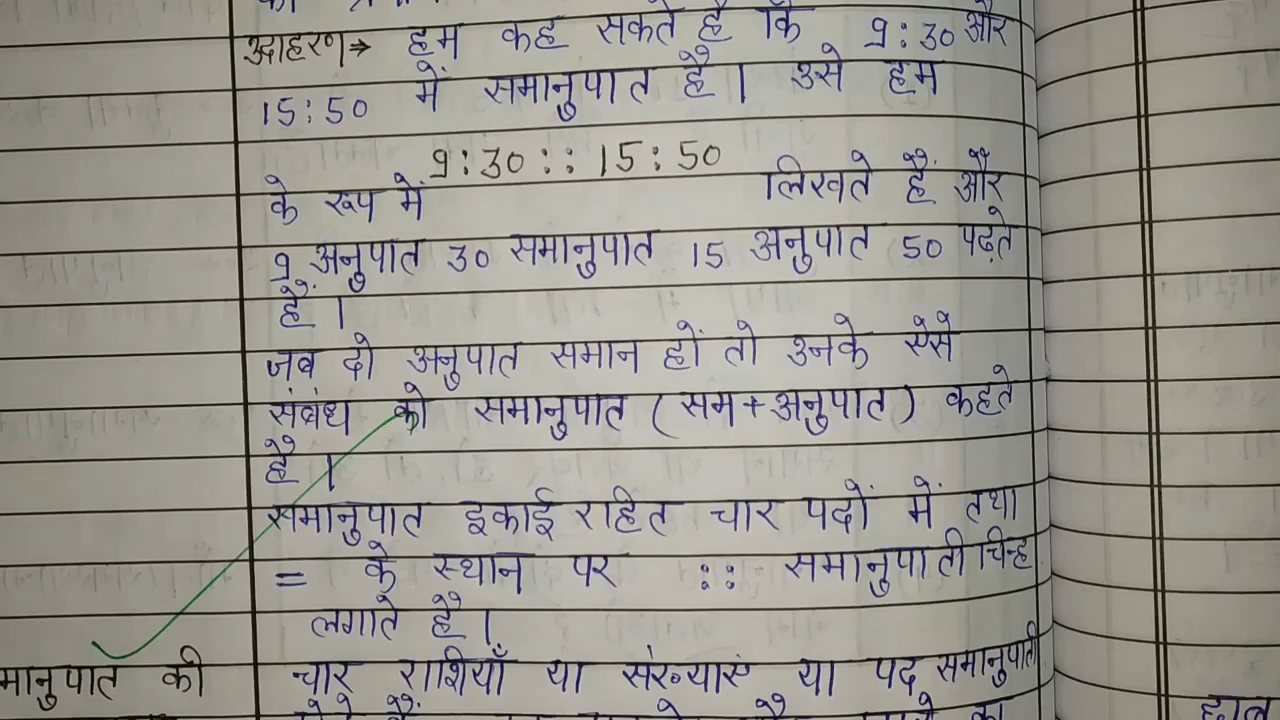 उदाहरण→ हम कह सकते है कि 9:30 और
15:50 में समानुपात है। उसे हम
9:30::15:50
के रूप में लिखते हैं और
9 अनुपात 30 समानुपात 15 अनुपात 50 पढ़ते
हैं।
जब दो अनुपात समान हों तो उनके ऐसे
संबंध को समानुपात (सम+अनुपात) कहते
है।
समानुपात इकाई रहित चार पदों में तथा
= के स्थान पर :: समानुपाती चिन्ह
लगाते है।
मानुपात की चार राशियाँ या संख्याएं या पद समानुपाती